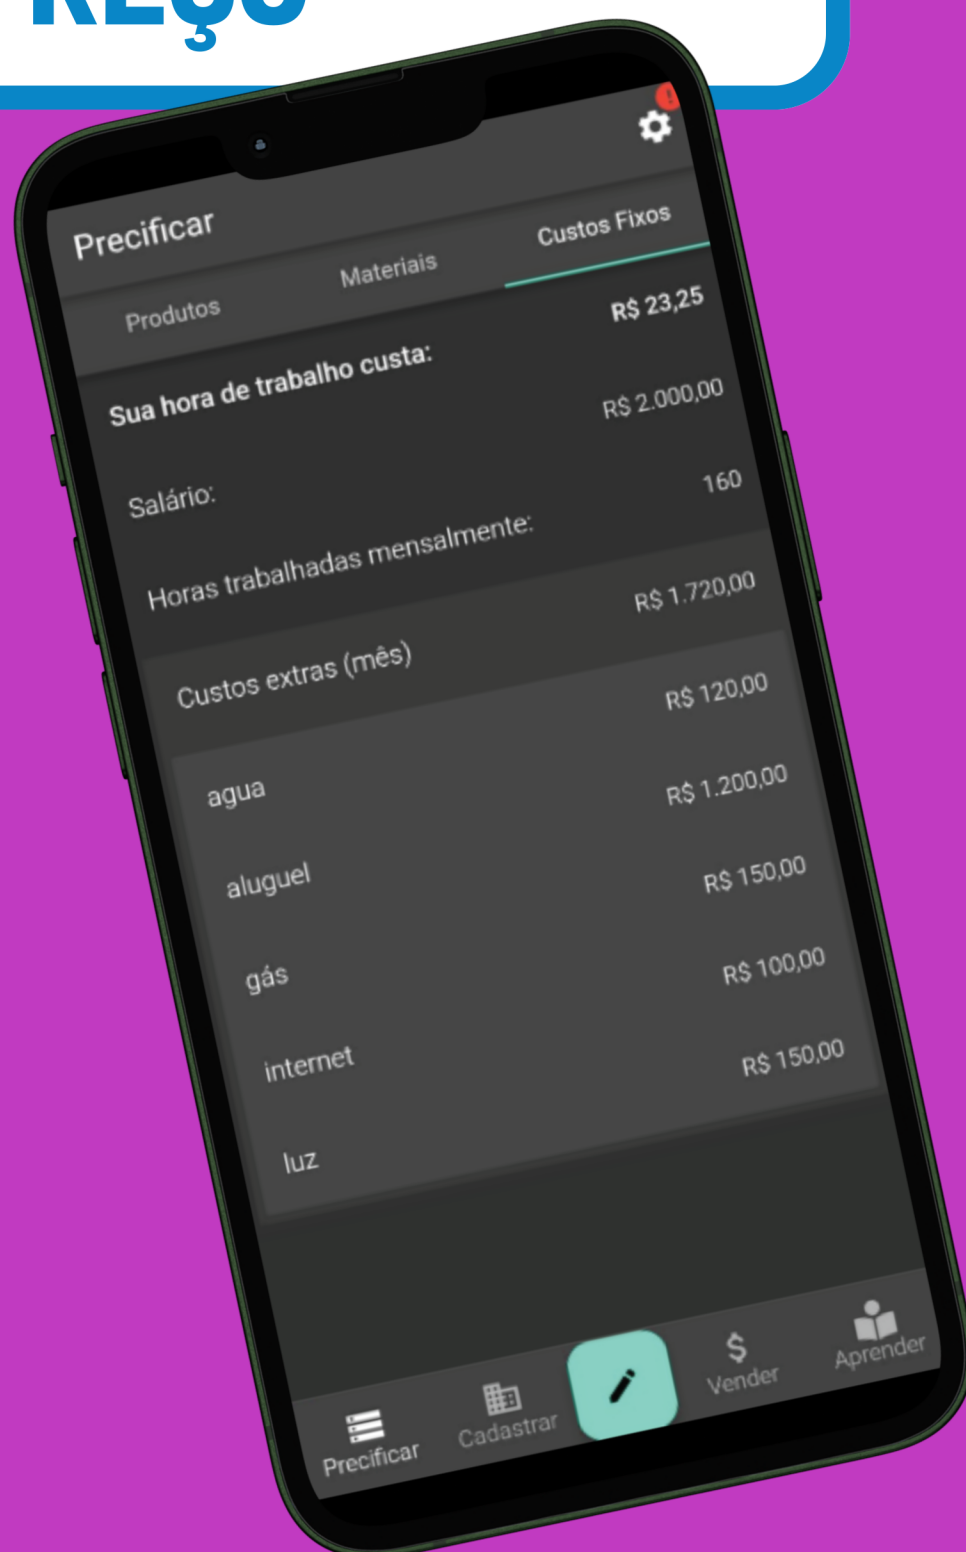 REÇO
Precificar
Produtos Materiais Custos Fixos
Sua hora de trabalho custa: R$ 23,25
Salário: R$ 2.000,00
Horas trabalhadas mensalmente: 160
Custos extras (mês) R$ 1.720,00
agua R$ 120,00
aluguel R$ 1.200,00
gás R$ 150,00
internet R$ 100,00
luz R$ 150,00
Precificar Cadastrar Vender Aprender